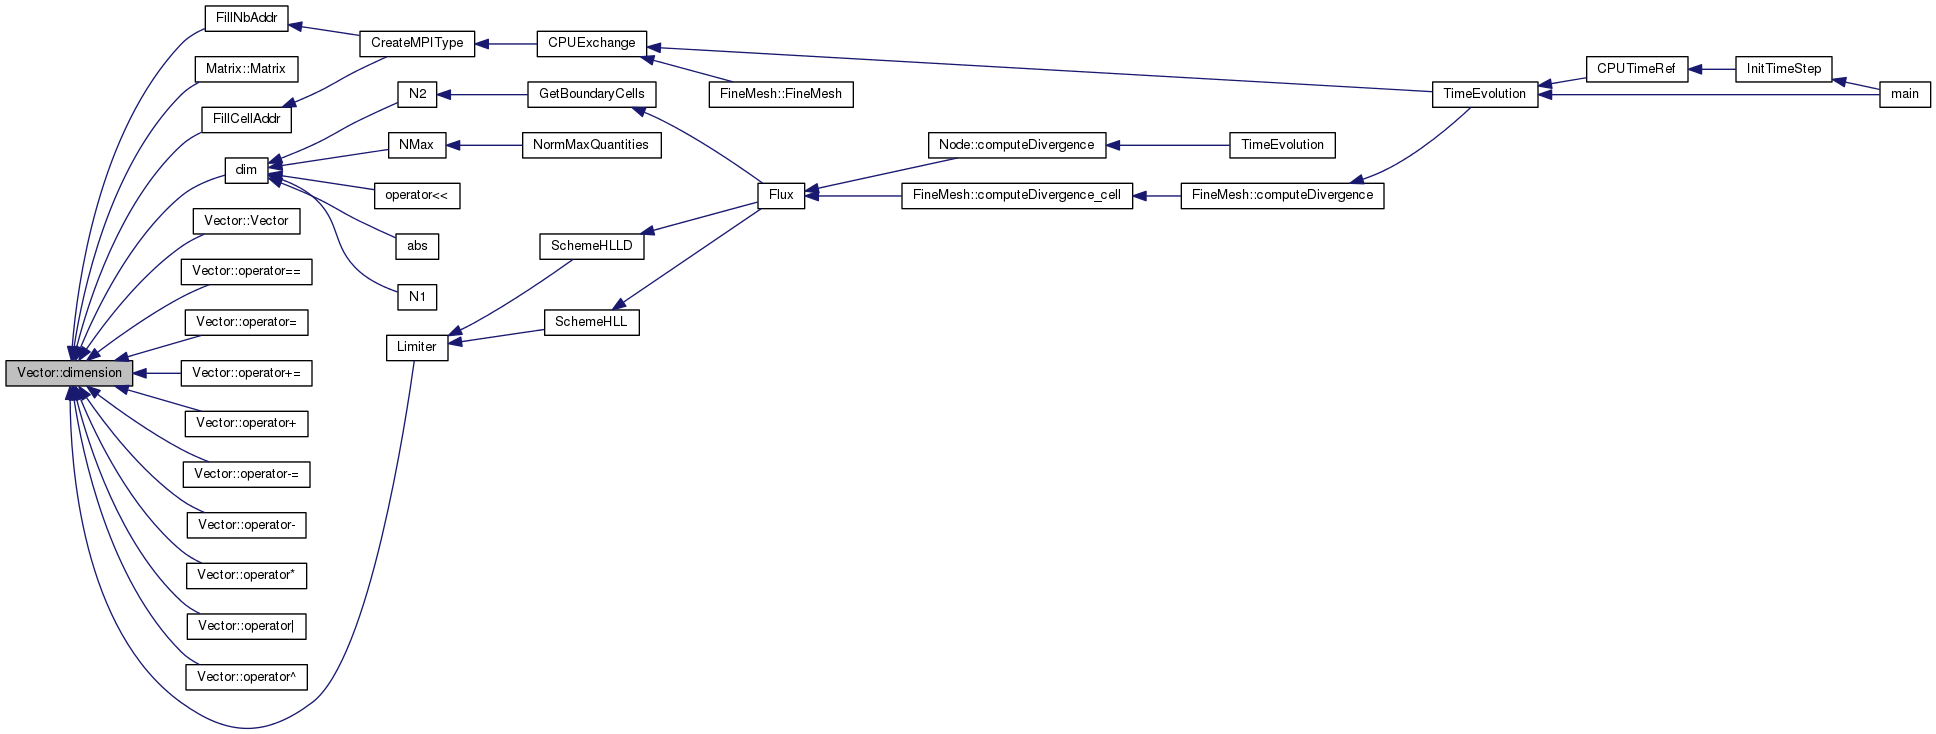 FillNbAddr
CreateMPIType
CPUExchange
Matrix::Matrix
CPUTimeRef
InitTimeStep
N2
GetBoundaryCells
FineMesh::FineMesh
TimeEvolution
main
FillCellAddr
NMax
NormMaxQuantities
Node::computeDivergence
TimeEvolution
dim
operator<<
Flux
FineMesh::computeDivergence_cell
FineMesh::computeDivergence
Vector::Vector
abs
SchemeHLLD
Vector::operator==
N1
Vector::operator=
SchemeHLL
Limiter
Vector::dimension
Vector::operator+=
Vector::operator+
Vector::operator-=
Vector::operator-
Vector::operator*
Vector::operator|
Vector::operator^